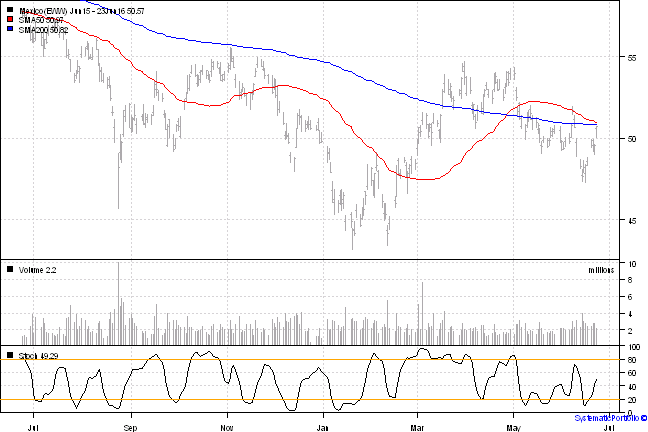 Mexico (EWW) Jun 15 - 23 Jun 16 50.57
SMA50 50.97
SMA200 50.82
55
50
45
Volume 2.2
millions
10
8
6
4
2
Stoch 49.29
100
80
60
40
20
0
Jul
Sep
Nov
Jan
Mar
May
Jul
SystematicPortfolio ©